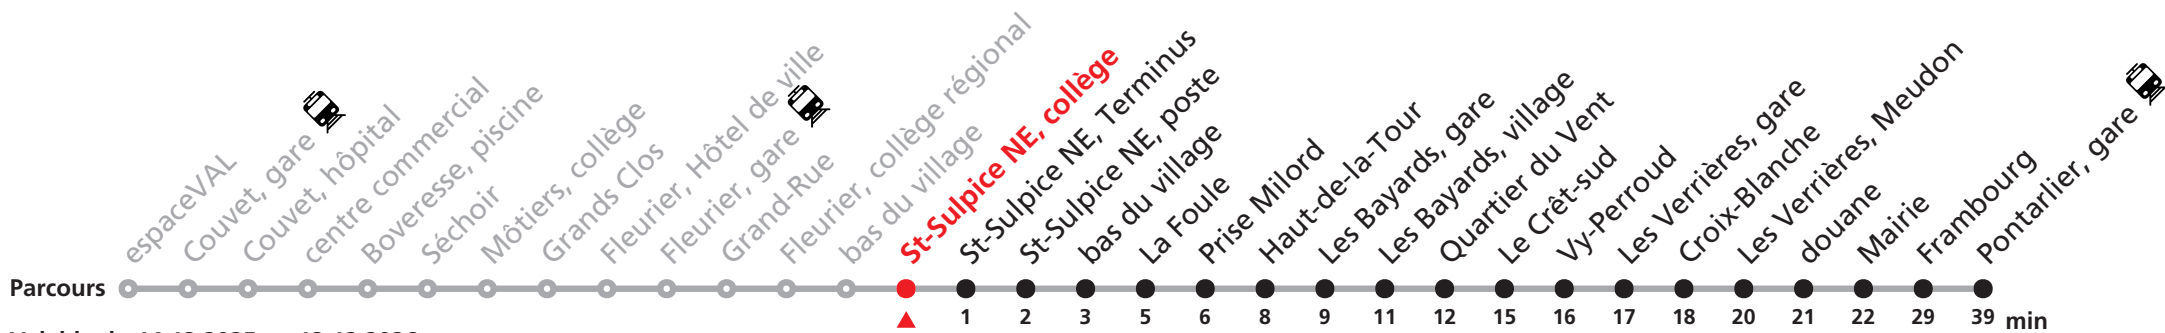 espaceVAL
Couvet, gare
Couvet, hôpital
centre commercial
Boveresse, piscine
Séchoir
Môtiers, collège
Grands Clos
Fleurier, Hôtel de ville
Fleurier, gare
Grand-Rue
Fleurier, collège régional
bas du village
St-Sulpice NE, collège
St-Sulpice NE, Terminus
St-Sulpice NE, poste
bas du village
La Foule
Prise Milord
Haut-de-la-Tour
Les Bayards, gare
Les Bayards, village
Quartier du Vent
Le Crêt-sud
Vy-Perroud
Les Verrières, gare
Croix-Blanche
Les Verrières, Meudon
douane
Mairie
Frambourg
Pontarlier, gare
Parcours
1 2 3 5 6 8 9 11 12 15 16 17 18 20 21 22 29 39 min